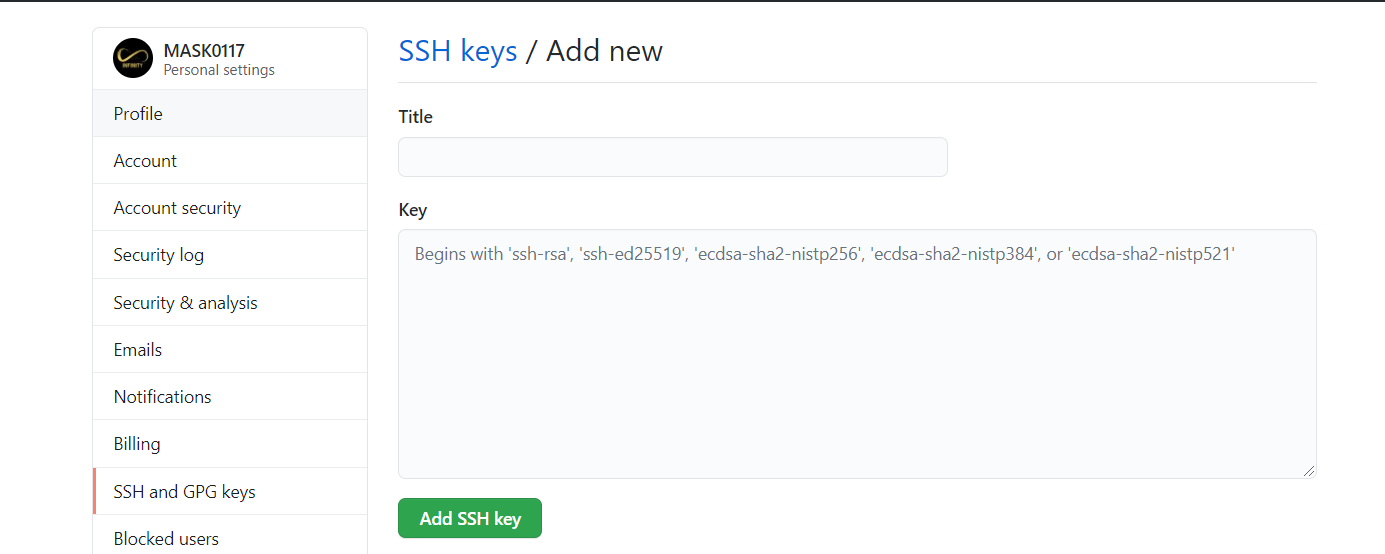 MASK0117
Personal settings
Profile
Account
Account security
Security log
Security & analysis
Emails
Notifications
Billing
SSH and GPG keys
Blocked users
SSH keys / Add new
Title
Key
Begins with 'ssh-rsa', 'ssh-ed25519', 'ecdsa-sha2-nistp256', 'ecdsa-sha2-nistp384', or 'ecdsa-sha2-nistp521'
Add SSH key
INFINITY